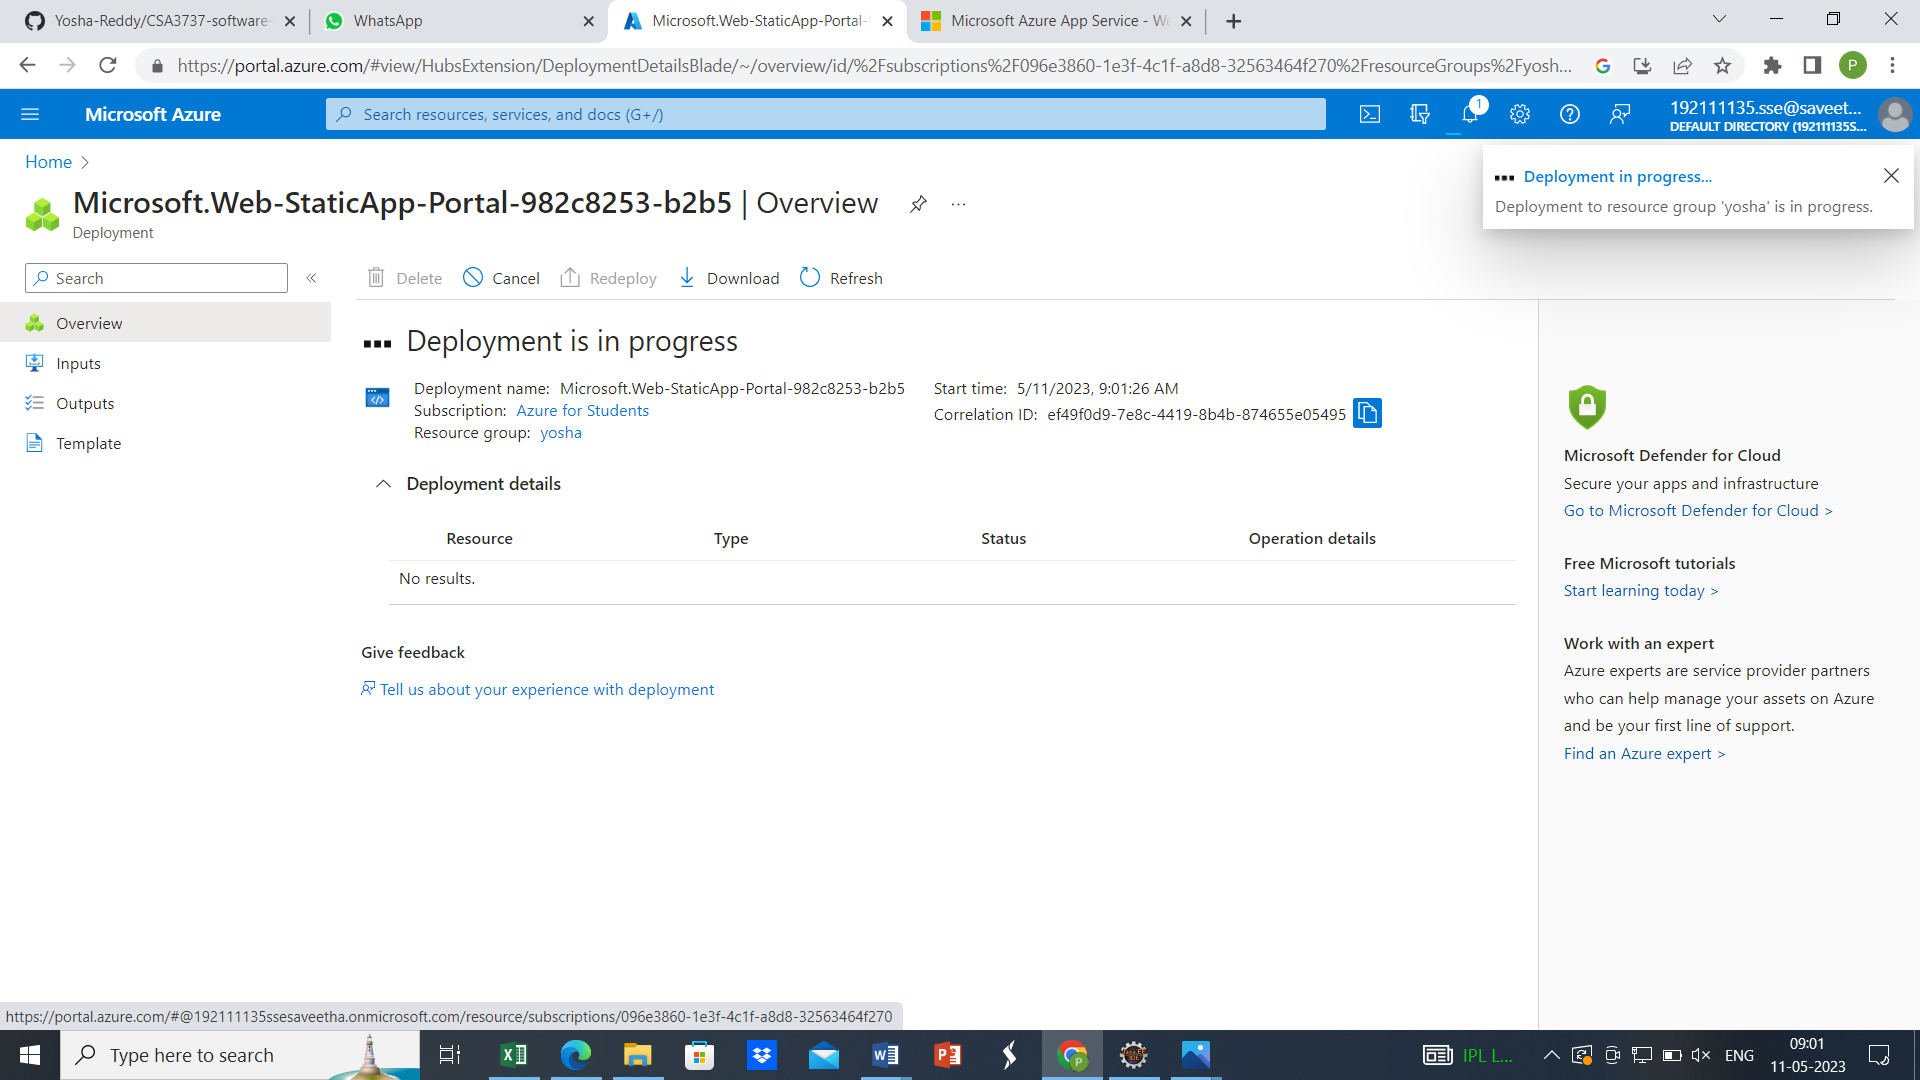 Yosha-Reddy/CSA3737-software-
WhatsApp
Microsoft.Web-StaticApp-Portal-
Microsoft Azure App Service - We
https://portal.azure.com/#view/HubsExtension/DeploymentDetailsBlade/~/overview/id/%2Fsubscriptions%2F096e3860-1e3f-4c1f-a8d8-32563464f270%2FresourceGroups%2Fyosh...
P
Microsoft Azure
Search resources, services, and docs (G+/)
1
192111135.sse@saveet...
DEFAULT DIRECTORY (192111135S...
Home
Deployment in progress...
Deployment to resource group 'yosha' is in progress.
Microsoft.Web-StaticApp-Portal-982c8253-b2b5 | Overview
Deployment
Search
Delete
Cancel
Redeploy
Download
Refresh
Overview
Inputs
Outputs
Template
Deployment is in progress
Deployment name: Microsoft.Web-StaticApp-Portal-982c8253-b2b5
Subscription: Azure for Students
Resource group: yosha
Start time: 5/11/2023, 9:01:26 AM
Correlation ID: ef49f0d9-7e8c-4419-8b4b-874655e05495
Deployment details
Resource Type Status Operation details
No results.
Give feedback
Tell us about your experience with deployment
Microsoft Defender for Cloud
Secure your apps and infrastructure
Go to Microsoft Defender for Cloud >
Free Microsoft tutorials
Start learning today >
Work with an expert
Azure experts are service provider partners
who can help manage your assets on Azure
and be your first line of support.
Find an Azure expert >
https://portal.azure.com/#@192111135ssesaveetha.onmicrosoft.com/resource/subscriptions/096e3860-1e3f-4c1f-a8d8-32563464f270
Type here to search
IPL L...
ENG
09:01
11-05-2023